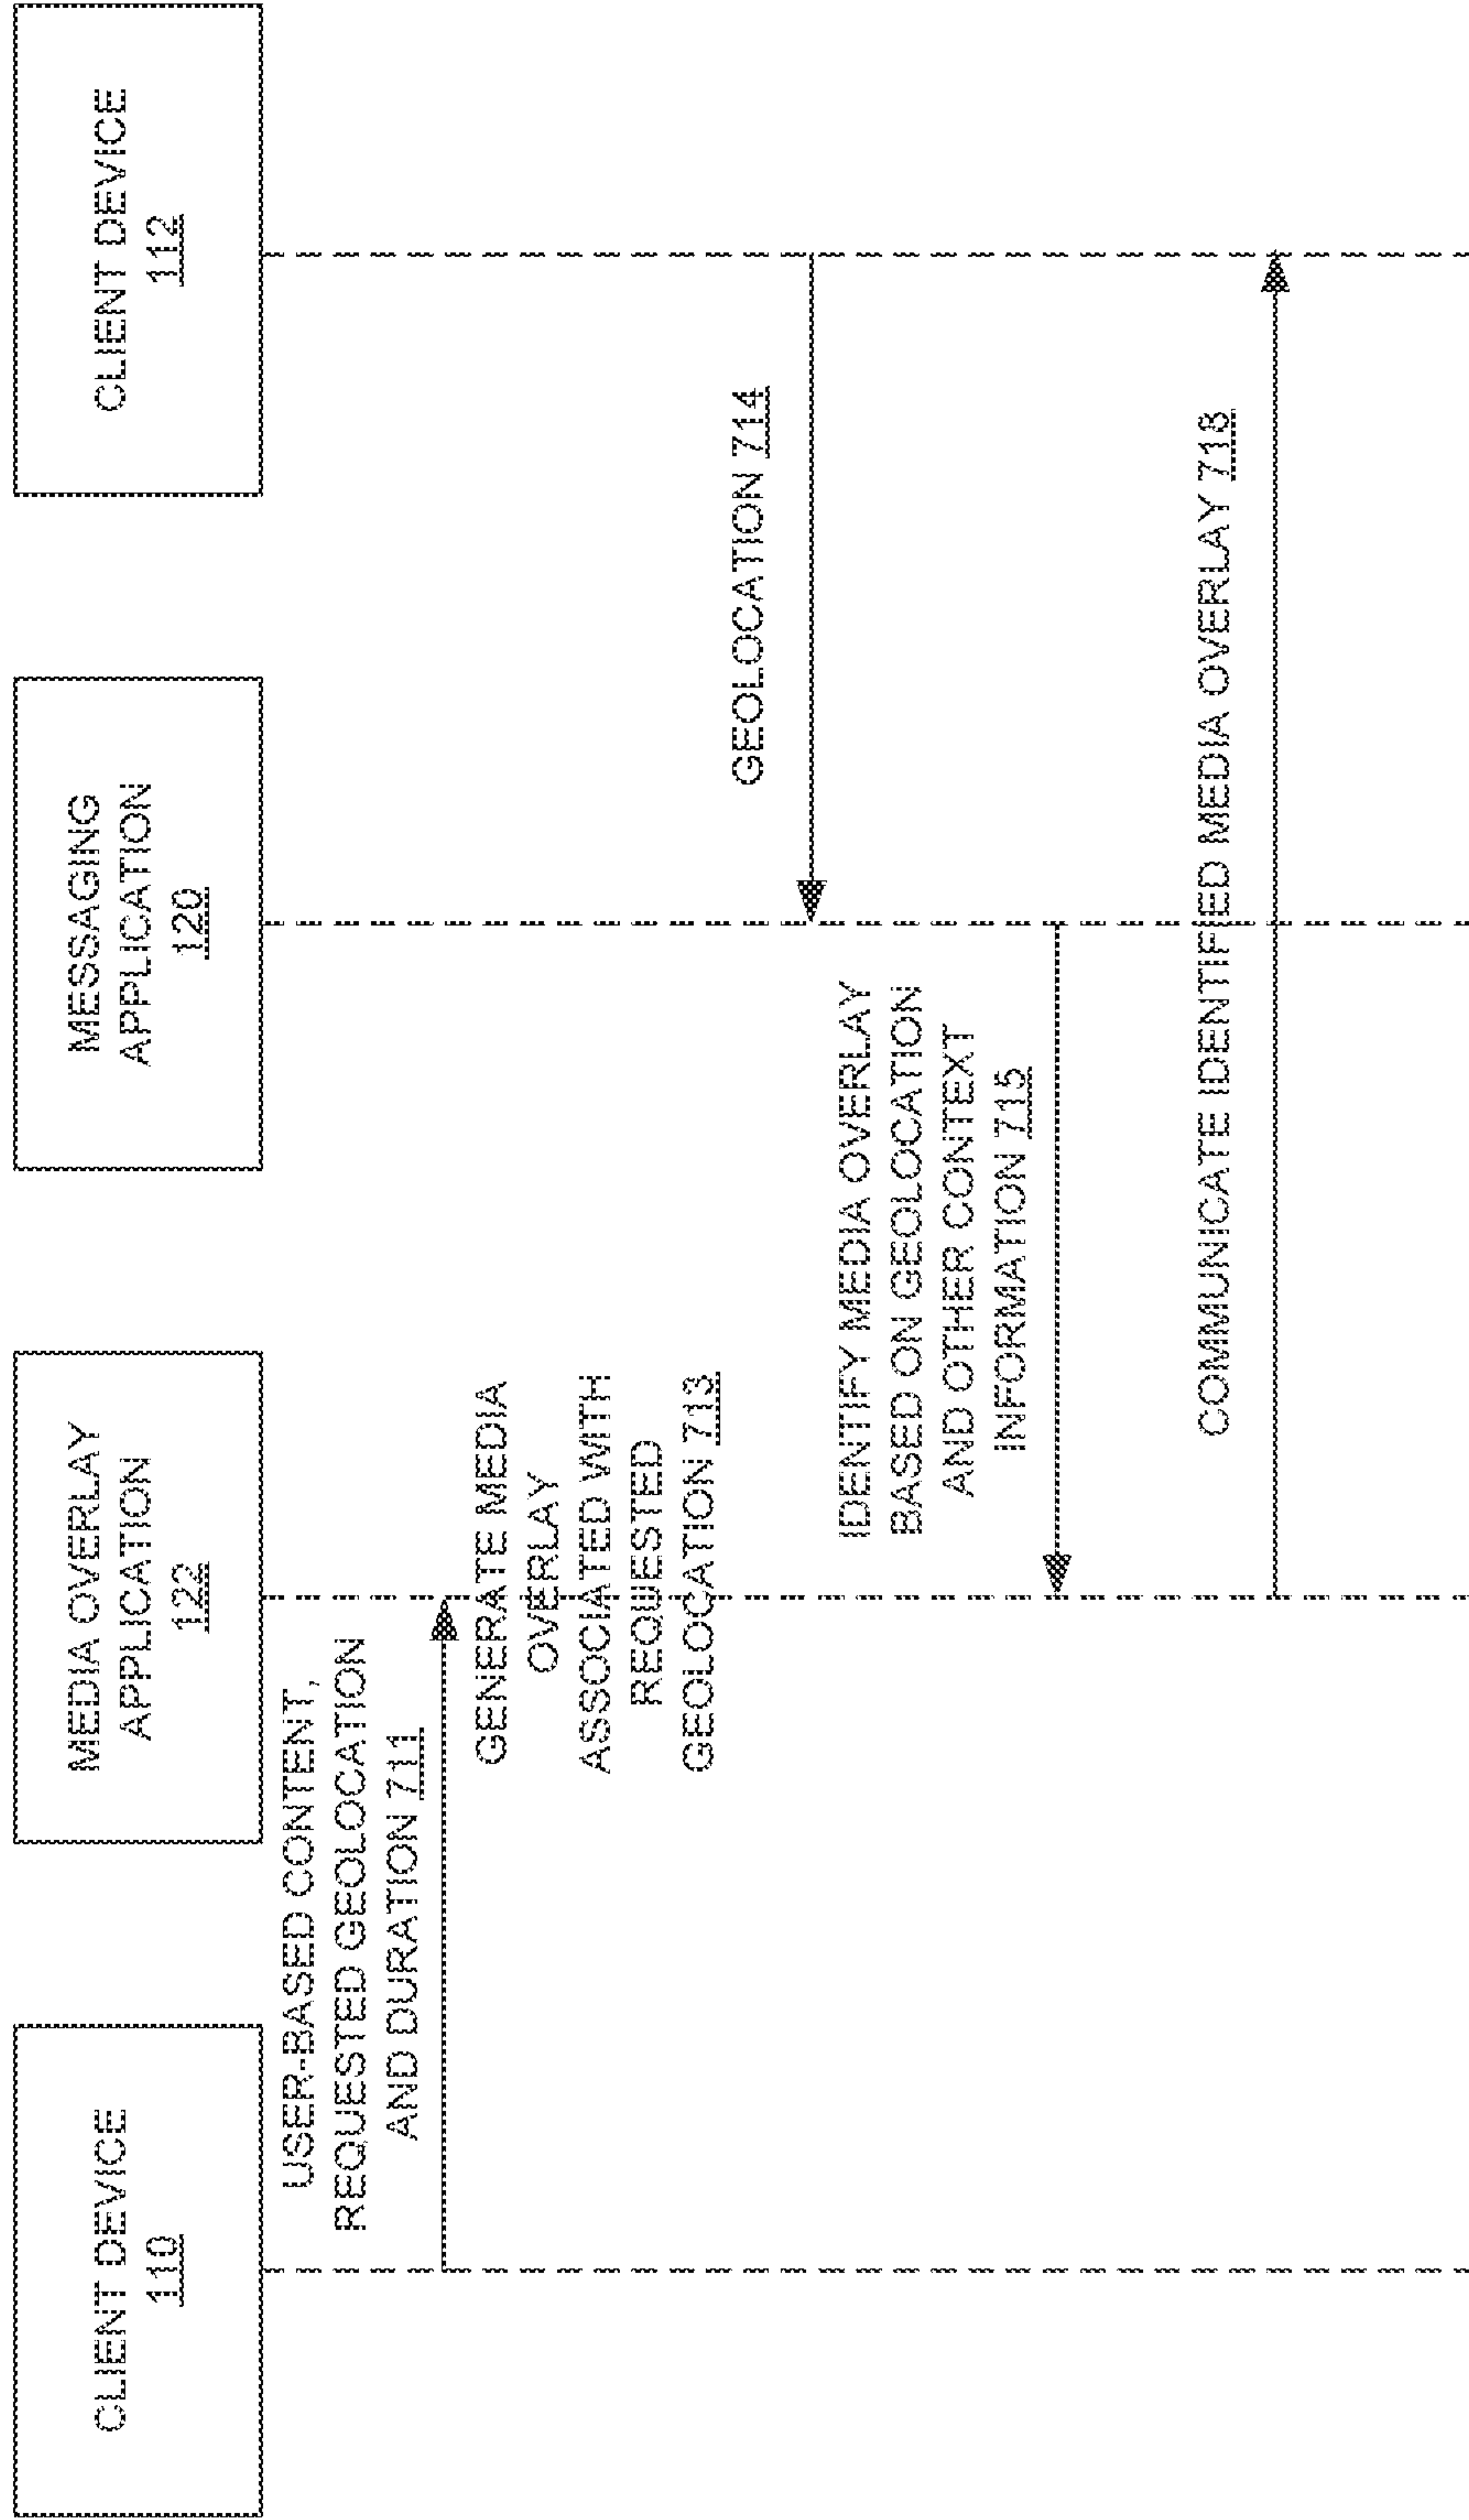 CLIENT DEVICE
110
MEDIA OVERLAY
APPLICATION
122
MESSAGING
APPLICATION
120
CLIENT DEVICE
112
USER-BASED CONTENT,
REQUESTED GEOLOCATION
AND DURATION 711
GENERATE MEDIA
OVERLAY
ASSOCIATED WITH
REQUESTED
GEOLOCATION 713
GEOLOCATION 714
IDENTIFY MEDIA OVERLAY
BASED ON GEOLOCATION
AND OTHER CONTEXT
INFORMATION 715
COMMUNICATE IDENTIFIED MEDIA OVERLAY 718